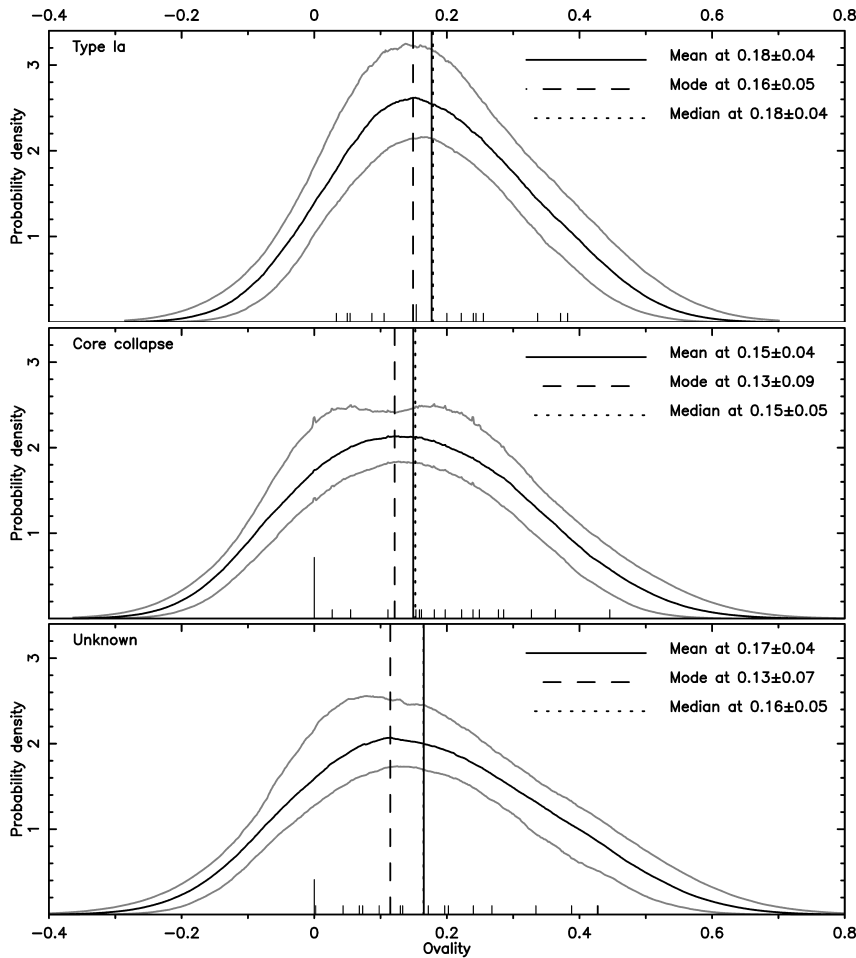 −0.4 0 0.2 0.4 0.6 0.8
Type Ia
Mean at 0.18±0.04
Mode at 0.16±0.05
Median at 0.18±0.04
Probability density
1 2 3
Core collapse
Mean at 0.15±0.04
Mode at 0.13±0.09
Median at 0.15±0.05
Probability density
1 2 3
Unknown
Mean at 0.17±0.04
Mode at 0.13±0.07
Median at 0.16±0.05
Probability density
1 2 3
−0.4 −0.2 0 0.2 0.4 0.6 0.8
Ovality